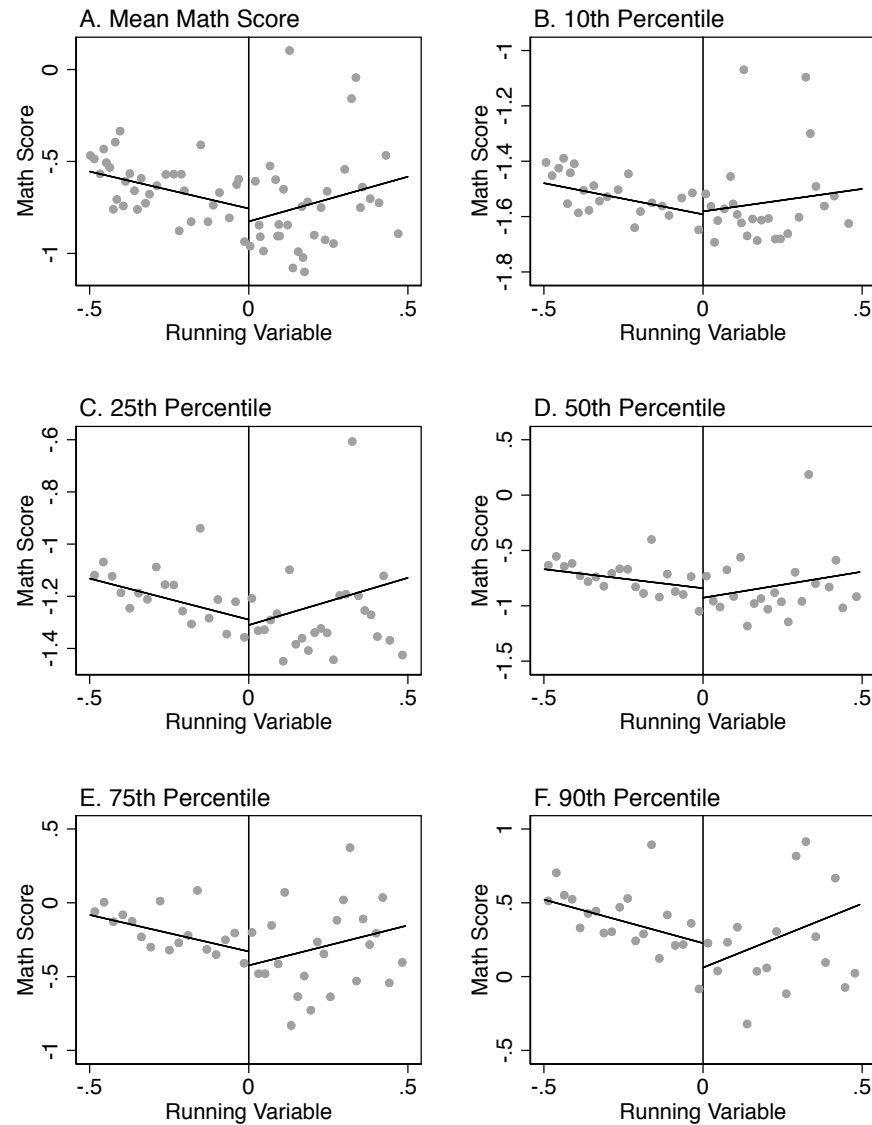 A. Mean Math Score
Math Score
0
-.5
-1
-.5
0
.5
Running Variable
B. 10th Percentile
Math Score
-1
-1.2
-1.4
-1.6
-1.8
-.5
0
.5
Running Variable
C. 25th Percentile
Math Score
-.6
-.8
-1
-1.2
-1.4
-.5
0
.5
Running Variable
D. 50th Percentile
Math Score
.5
0
-.5
-1
-1.5
-.5
0
.5
Running Variable
E. 75th Percentile
Math Score
.5
0
-.5
-1
-.5
0
.5
Running Variable
F. 90th Percentile
Math Score
1
.5
0
-.5
-.5
0
.5
Running Variable